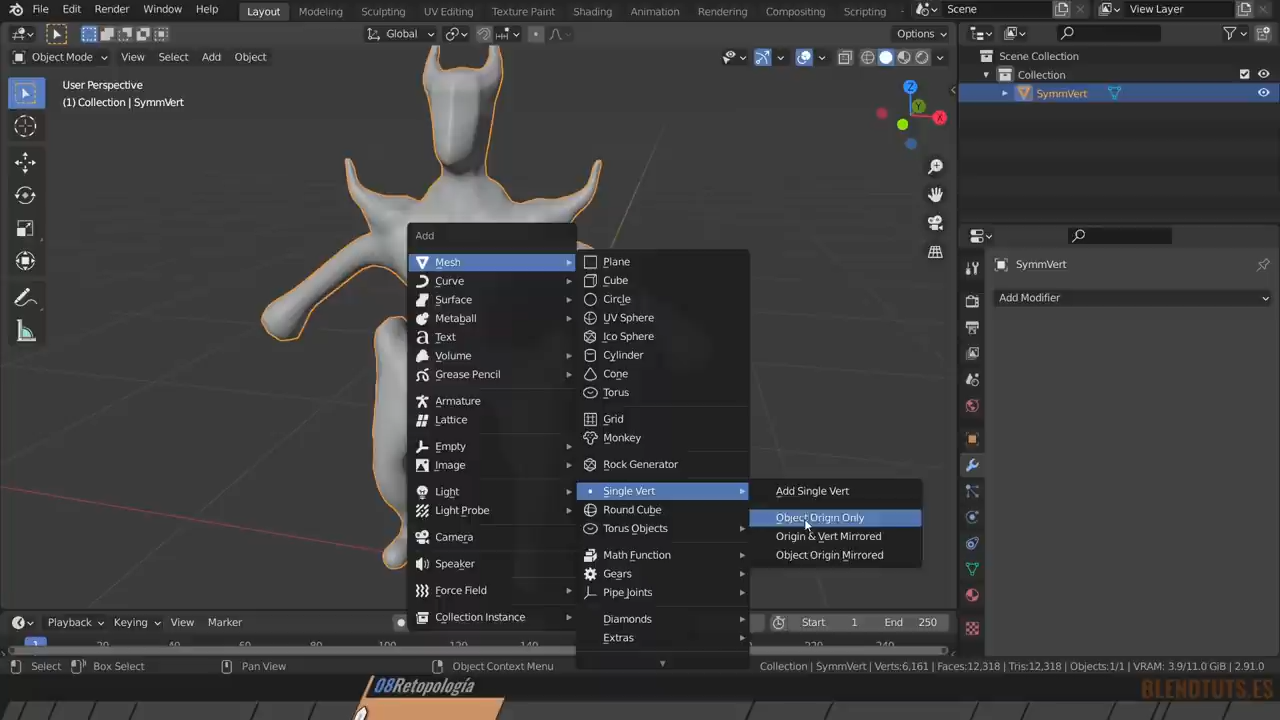 File Edit Render Window Help Layout Modeling Sculpting UV Editing Texture Paint Shading Animation Rendering Compositing Scripting Scene View Layer
Global Options
Object Mode View Select Add Object
Scene Collection
Collection
SymmVert
User Perspective
(1) Collection | SymmVert
Z
Y
X
SymmVert
Add Modifier
Add
Mesh
Curve
Surface
Metaball
Text
Volume
Grease Pencil
Armature
Lattice
Empty
Image
Light
Light Probe
Camera
Speaker
Force Field
Collection Instance
Plane
Cube
Circle
UV Sphere
Ico Sphere
Cylinder
Cone
Torus
Grid
Monkey
Rock Generator
Single Vert
Round Cube
Torus Objects
Math Function
Gears
Pipe Joints
Diamonds
Extras
Add Single Vert
Object Origin Only
Origin & Vert Mirrored
Object Origin Mirrored
Playback Keying View Marker Start 1 End 250
1
Select Box Select Pan View Object Context Menu Collection | SymmVert | Verts:6,161 | Faces:12,318 | Tris:12,318 | Objects:1/1 | VRAM: 3.9/11.0 GiB | 2.91.0
08Retopología
BLENDTUTS.ES